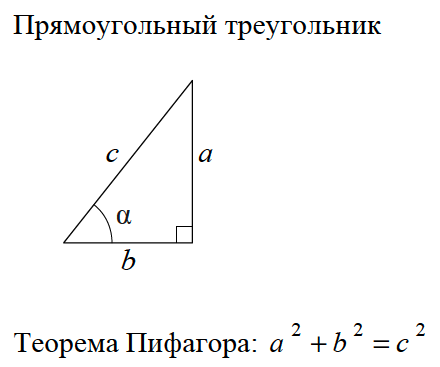 Прямоугольный треугольник
c
a
α
b
Теорема Пифагора: a² + b² = c²